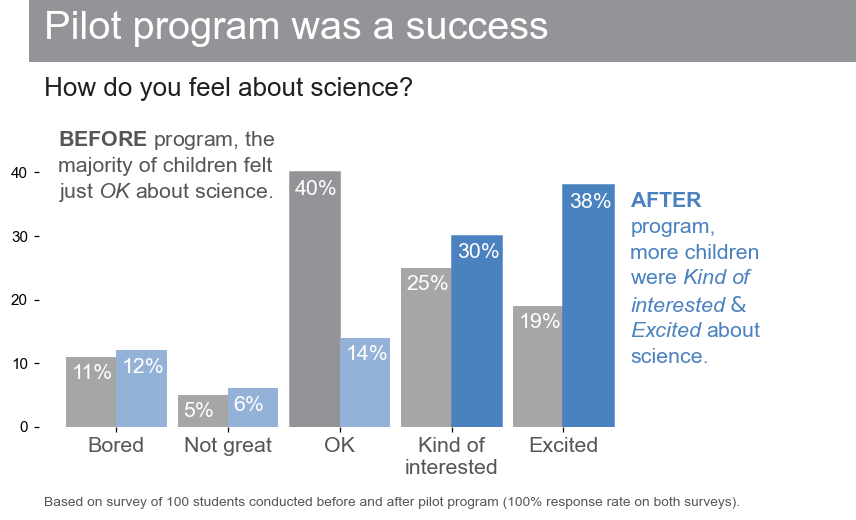 Pilot program was a success
How do you feel about science?
BEFORE program, the
majority of children felt
just OK about science.
40
30
20
10
0
11%
12%
5%
6%
40%
14%
25%
30%
19%
38%
AFTER
program,
more children
were Kind of
interested &
Excited about
science.
Bored
Not great
OK
Kind of
interested
Excited
Based on survey of 100 students conducted before and after pilot program (100% response rate on both surveys).